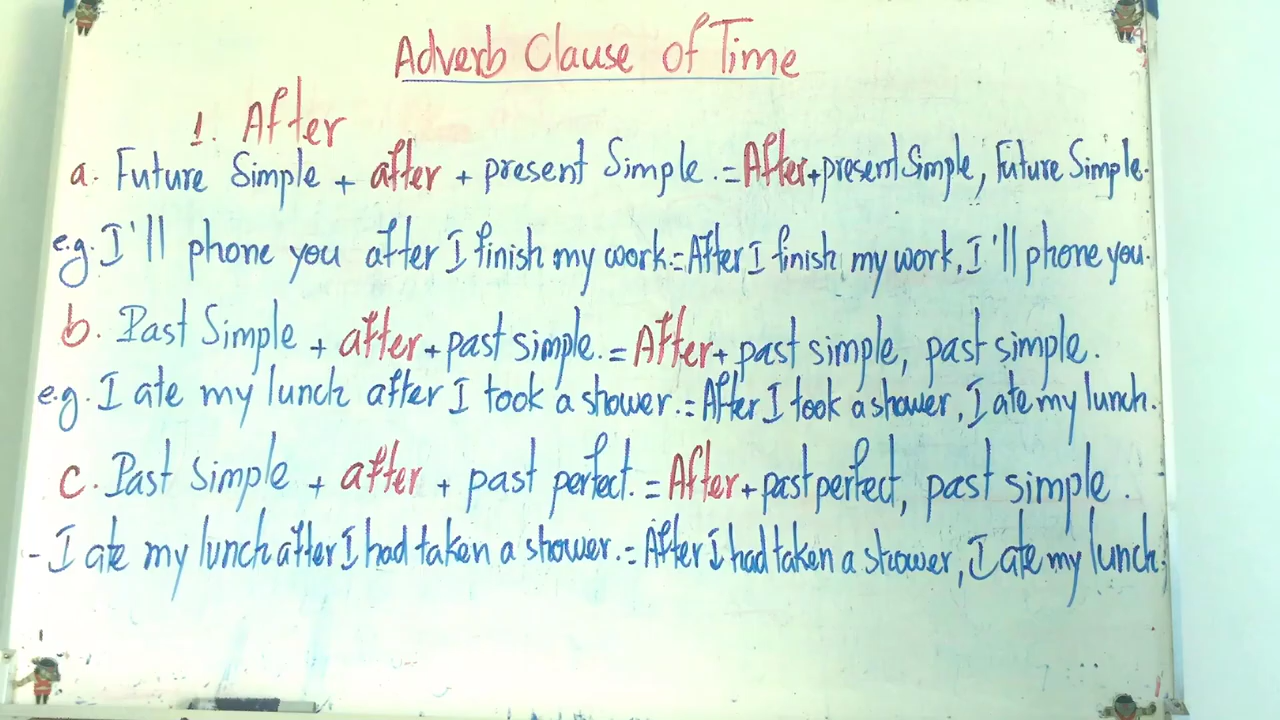 Adverb Clause of Time
1. After
a. Future Simple + after + present Simple. = After + present Simple, Future Simple.
e.g. I'll phone you after I finish my work. = After I finish my work, I'll phone you.
b. Past Simple + after + past simple. = After + past simple, past simple.
e.g. I ate my lunch after I took a shower. = After I took a shower, I ate my lunch.
c. Past Simple + after + past perfect. = After + past perfect, past simple.
- I ate my lunch after I had taken a shower. = After I had taken a shower, I ate my lunch.